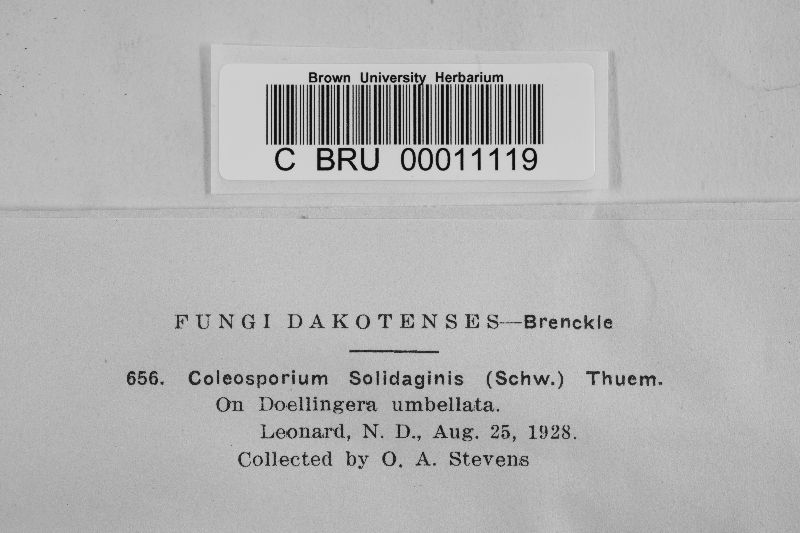 Brown University Herbarium
C BRU 00011119
FUNGI DAKOTENSES—Brenckle
656. Coleosporium Solidaginis (Schw.) Thuem.
On Doellingera umbellata.
Leonard, N. D., Aug. 25, 1928.
Collected by O. A. Stevens